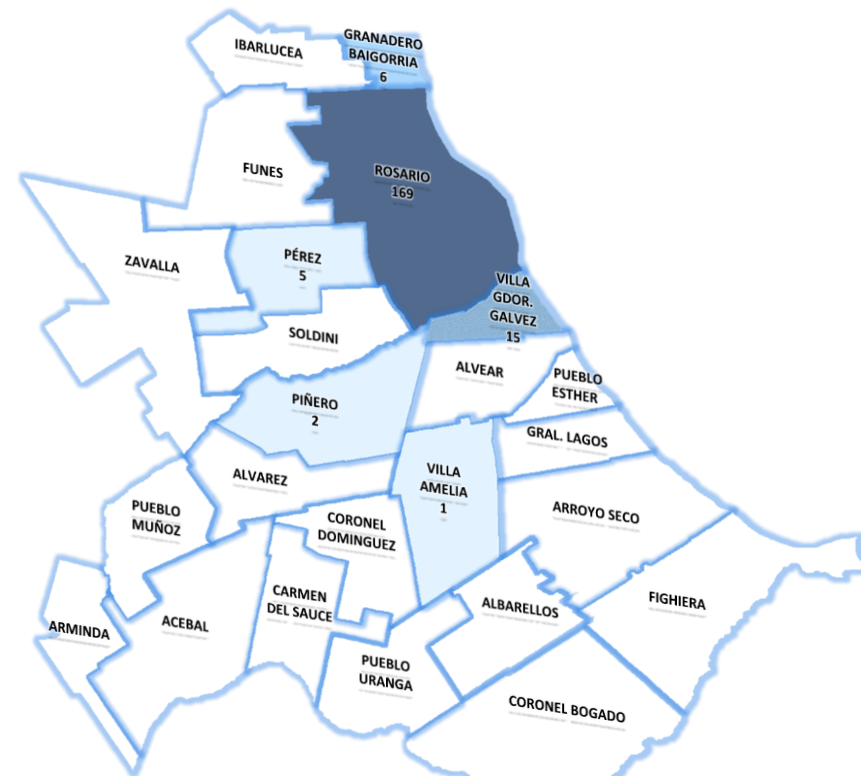 IBARLUCEA
GRANADERO
BAIGORRIA
6
FUNES
ROSARIO
169
ZAVALLA
PÉREZ
5
VILLA
GDOR.
GALVEZ
15
SOLDINI
ALVEAR
PUEBLO
ESTHER
PIÑERO
2
GRAL. LAGOS
ALVAREZ
VILLA
AMELIA
1
PUEBLO
MUÑOZ
CORONEL
DOMINGUEZ
ARROYO SECO
CARMEN
DEL SAUCE
ALBARELLOS
FIGHIERA
ARMINDA
ACEBAL
PUEBLO
URANGA
CORONEL BOGADO